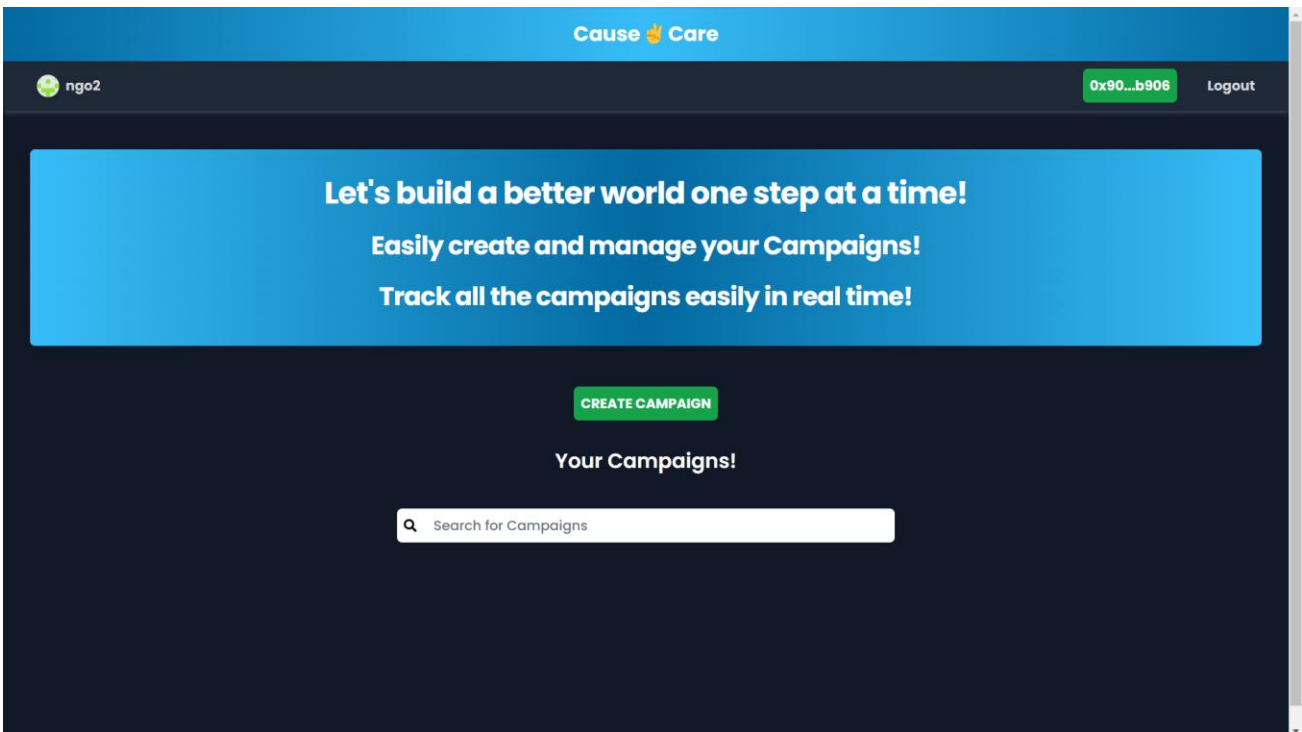 Cause ✌ Care
ngo2
0x90...b906
Logout
Let's build a better world one step at a time!
Easily create and manage your Campaigns!
Track all the campaigns easily in real time!
CREATE CAMPAIGN
Your Campaigns!
Search for Campaigns